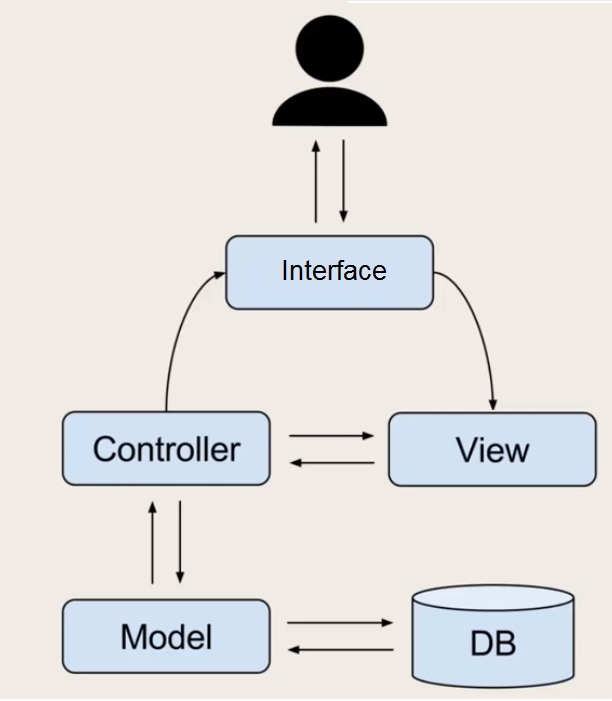 Interface
Controller
View
Model
DB